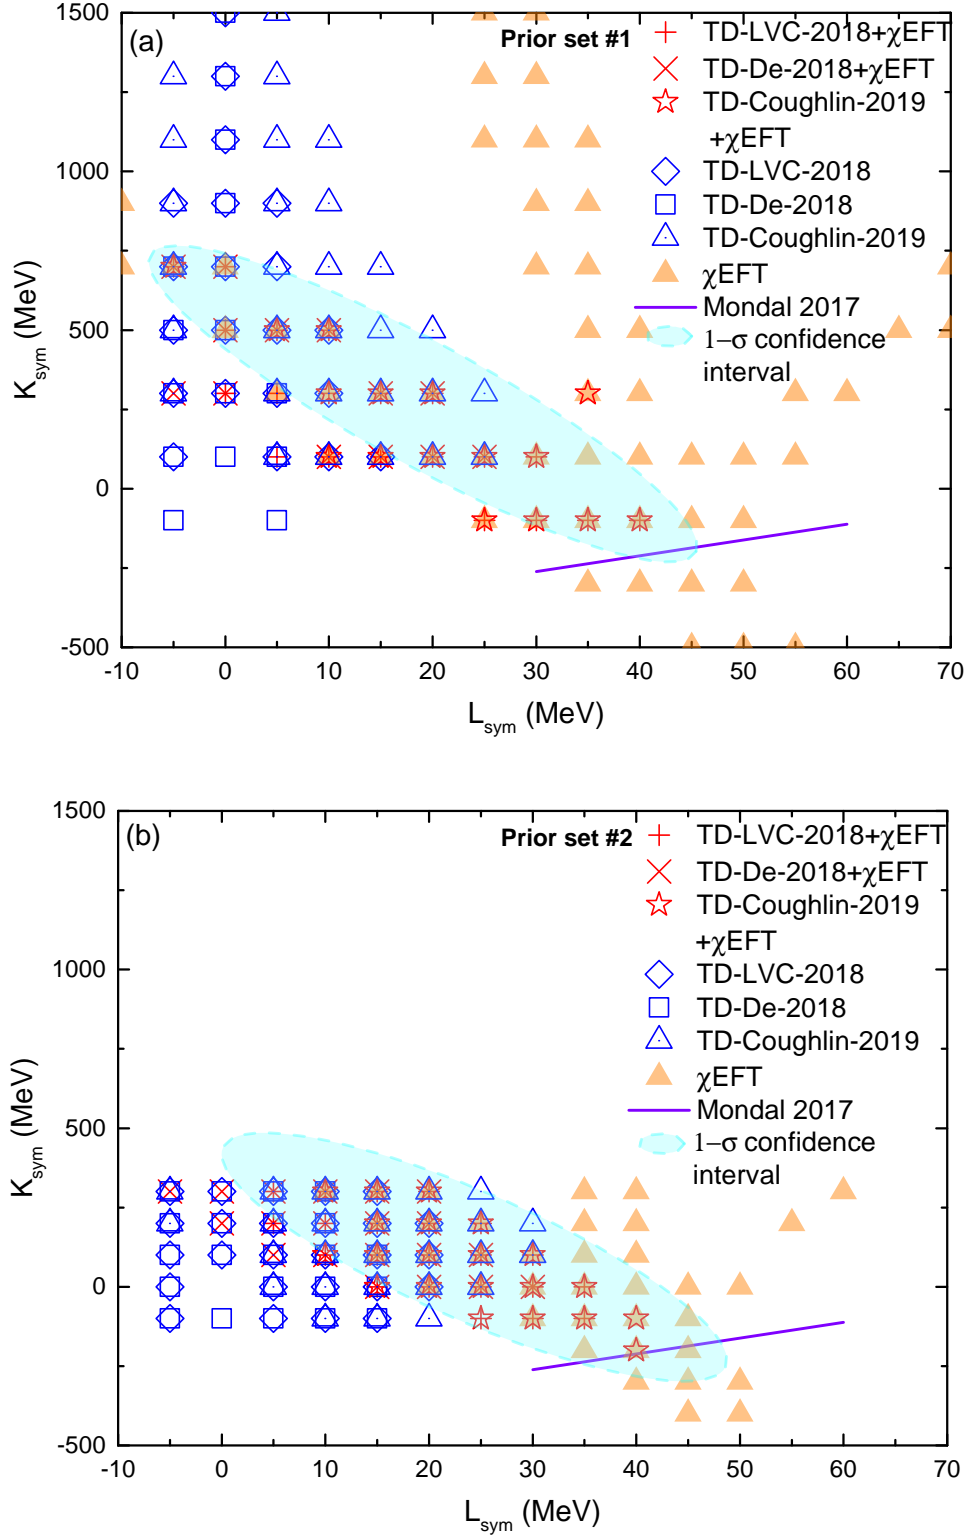 (a)
Prior set #1
TD-LVC-2018+χEFT
TD-De-2018+χEFT
TD-Coughlin-2019
+χEFT
TD-LVC-2018
TD-De-2018
TD-Coughlin-2019
χEFT
Mondal 2017
1−σ confidence
interval
1500
1000
500
0
-500
K_sym (MeV)
-10 0 10 20 30 40 50 60 70
L_sym (MeV)
(b)
Prior set #2
TD-LVC-2018+χEFT
TD-De-2018+χEFT
TD-Coughlin-2019
+χEFT
TD-LVC-2018
TD-De-2018
TD-Coughlin-2019
χEFT
Mondal 2017
1−σ confidence
interval
1500
1000
500
0
-500
K_sym (MeV)
-10 0 10 20 30 40 50 60 70
L_sym (MeV)